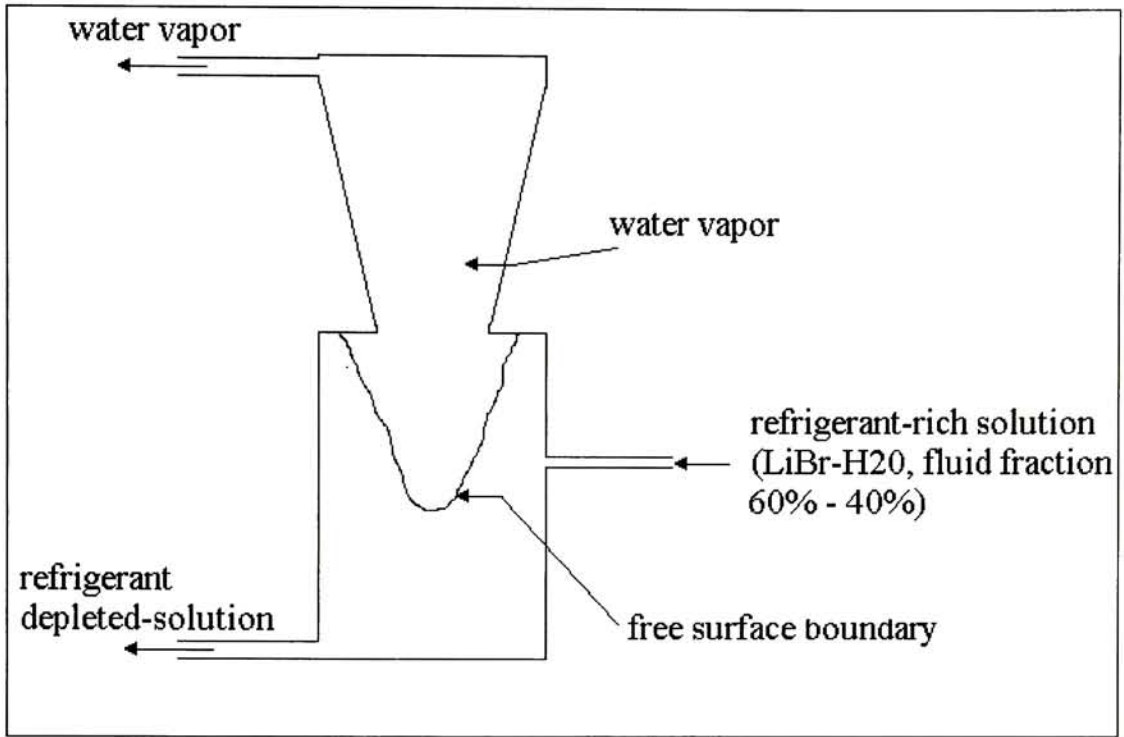 water vapor
water vapor
refrigerant-rich solution
(LiBr-H20, fluid fraction
60% - 40%)
refrigerant
depleted-solution
free surface boundary